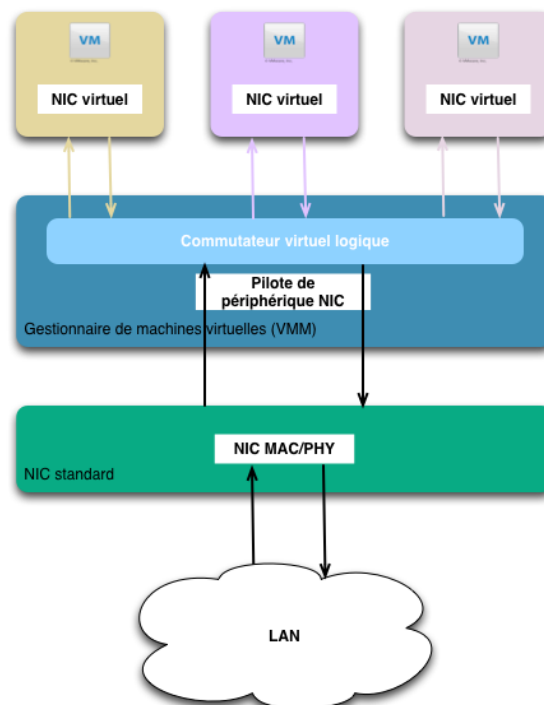 VM VM VM
NIC virtuel NIC virtuel NIC virtuel
Commutateur virtuel logique
Pilote de
périphérique NIC
Gestionnaire de machines virtuelles (VMM)
NIC MAC/PHY
NIC standard
LAN